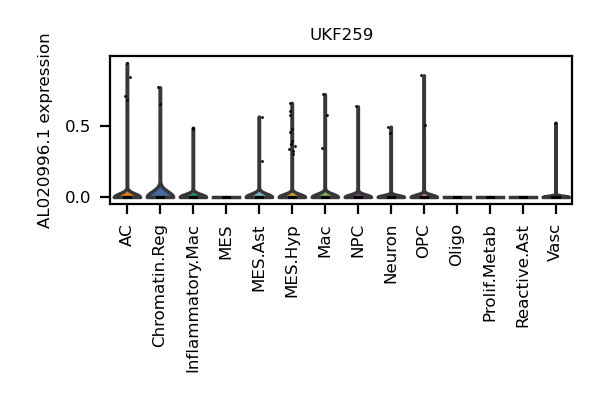 UKF259
AL020996.1 expression
0.5
0.0
AC
Chromatin.Reg
Inflammatory.Mac
MES
MES.Ast
MES.Hyp
Mac
NPC
Neuron
OPC
Oligo
Prolif.Metab
Reactive.Ast
Vasc